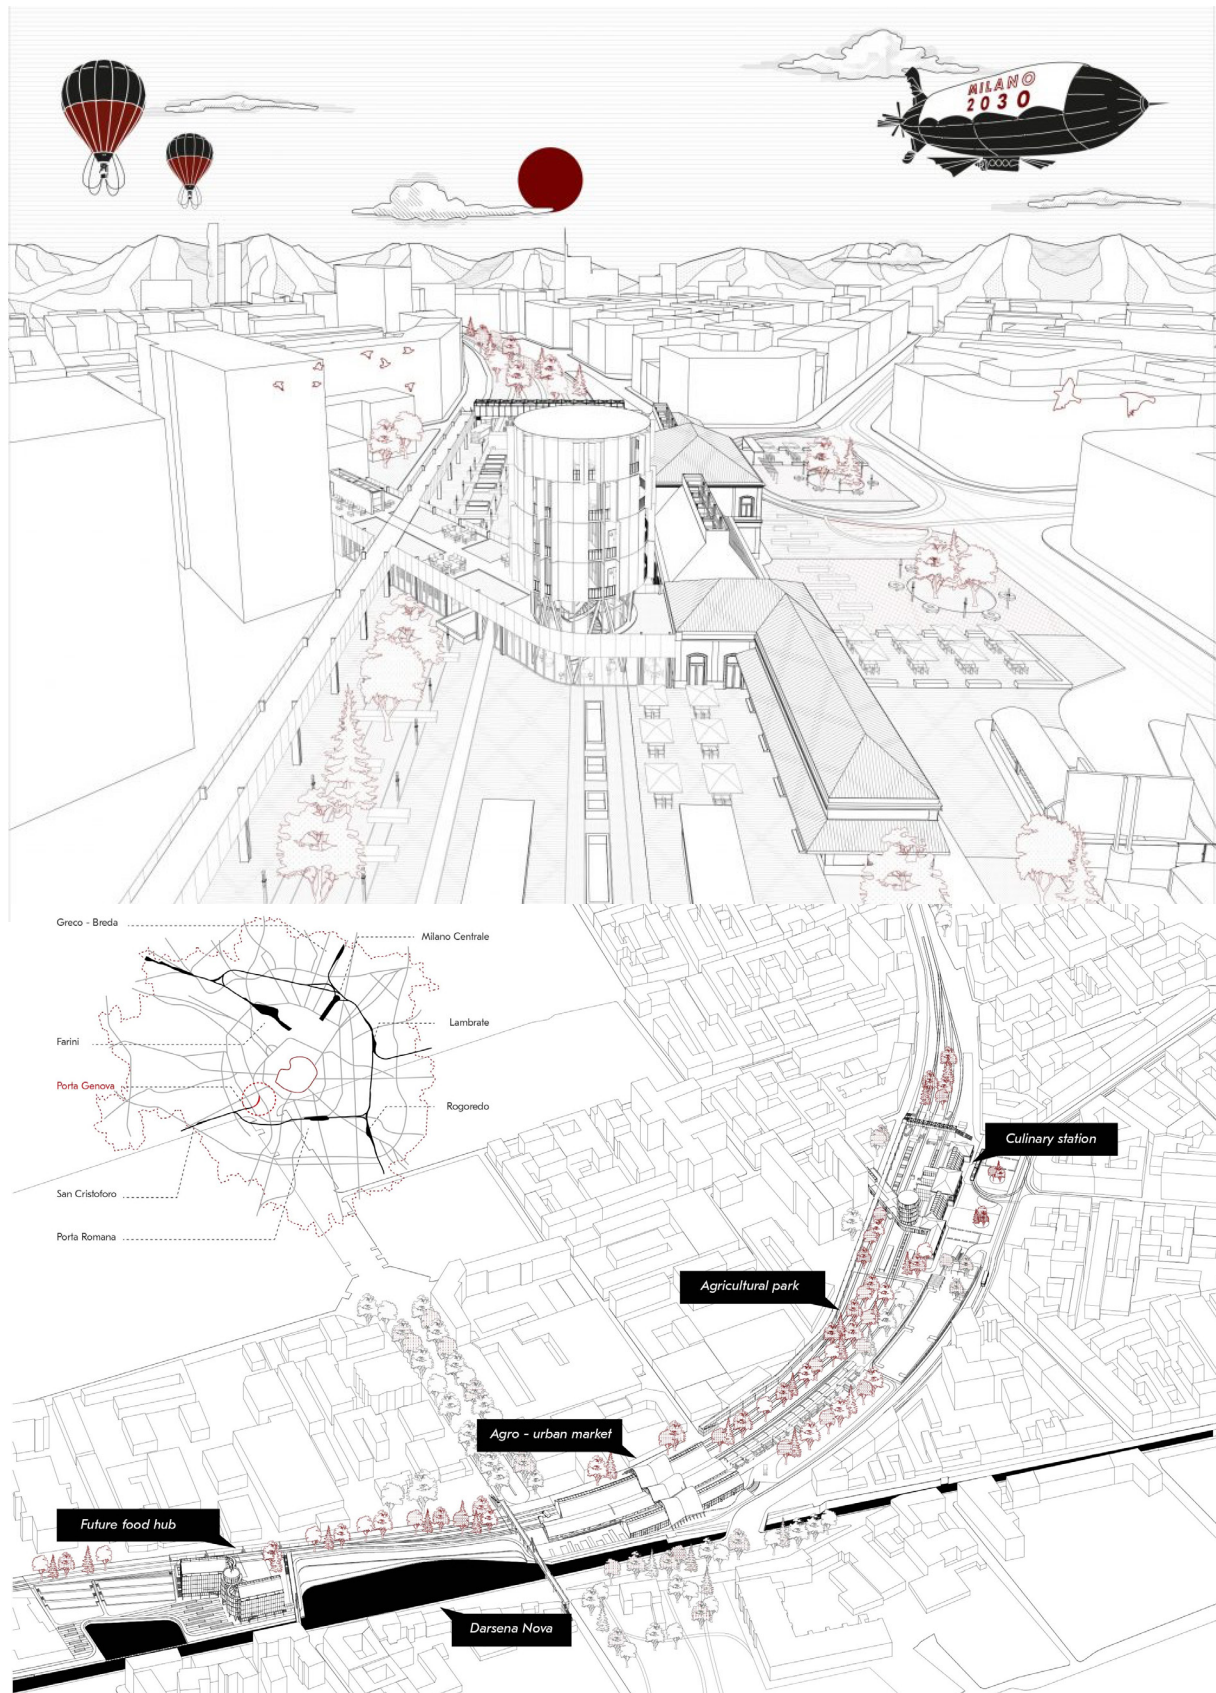 MILANO
2030
Greco - Breda
Milano Centrale
Lambrate
Farini
Porta Genova
Rogoredo
San Cristoforo
Porta Romana
Culinary station
Agricultural park
Agro - urban market
Future food hub
Darsena Nova